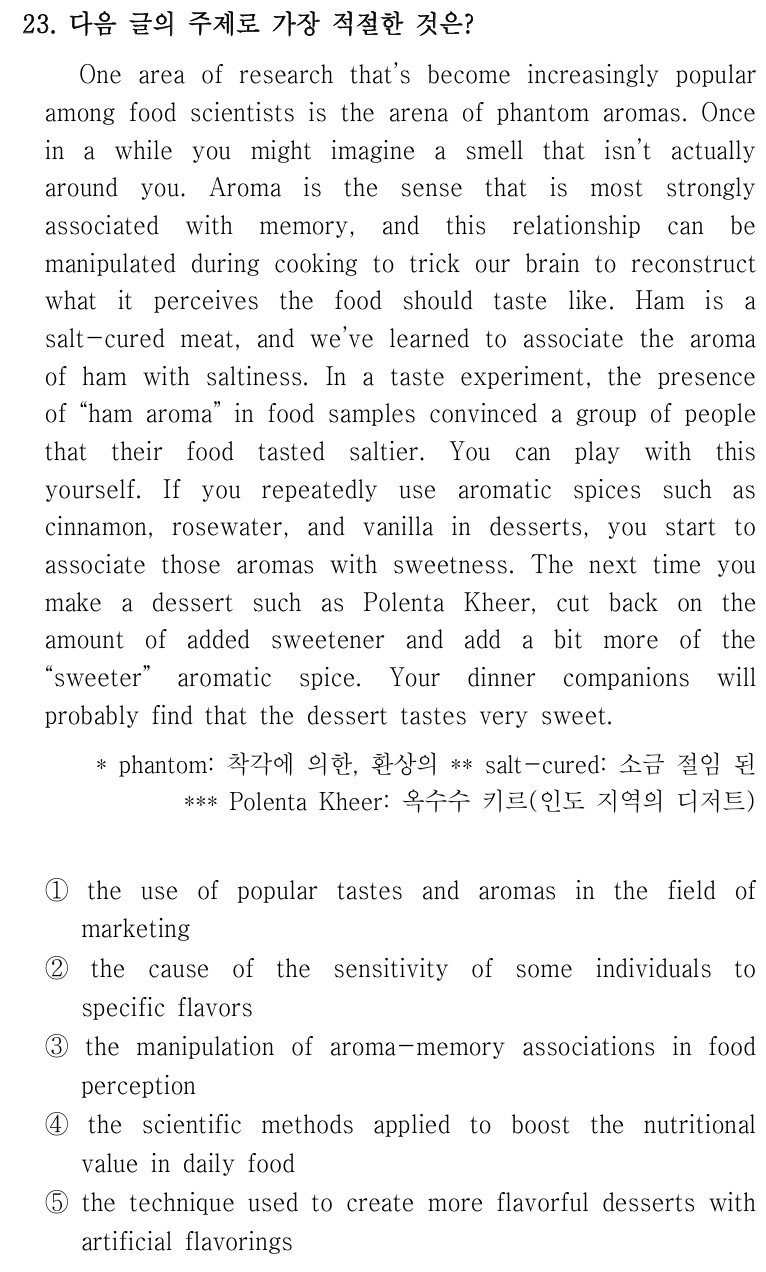 23. 다음 글의 주제로 가장 적절한 것은?
One area of research that's become increasingly popular
among food scientists is the arena of phantom aromas. Once
in a while you might imagine a smell that isn't actually
around you. Aroma is the sense that is most strongly
associated with memory, and this relationship can be
manipulated during cooking to trick our brain to reconstruct
what it perceives the food should taste like. Ham is a
salt-cured meat, and we've learned to associate the aroma
of ham with saltiness. In a taste experiment, the presence
of “ham aroma” in food samples convinced a group of people
that their food tasted saltier. You can play with this
yourself. If you repeatedly use aromatic spices such as
cinnamon, rosewater, and vanilla in desserts, you start to
associate those aromas with sweetness. The next time you
make a dessert such as Polenta Kheer, cut back on the
amount of added sweetener and add a bit more of the
“sweeter” aromatic spice. Your dinner companions will
probably find that the dessert tastes very sweet.
* phantom: 착각에 의한, 환상의 ** salt-cured: 소금 절임 된
*** Polenta Kheer: 옥수수 키르(인도 지역의 디저트)
① the use of popular tastes and aromas in the field of
marketing
② the cause of the sensitivity of some individuals to
specific flavors
③ the manipulation of aroma-memory associations in food
perception
④ the scientific methods applied to boost the nutritional
value in daily food
⑤ the technique used to create more flavorful desserts with
artificial flavorings